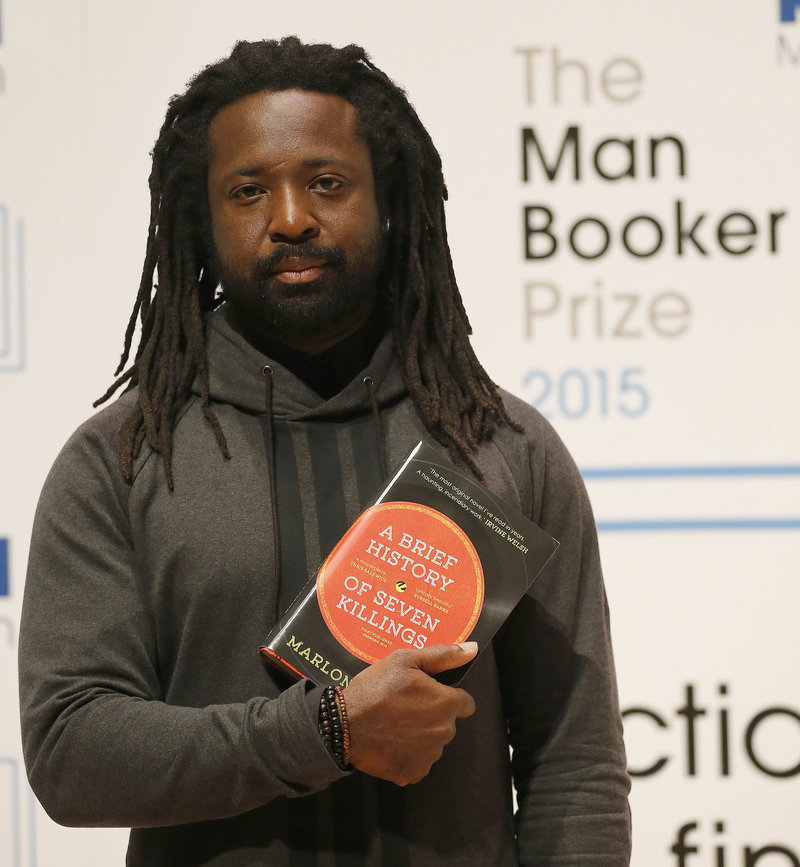 The
Man
Booker
Prize
2015
ction
fin
'The most original novel I've read in years.
A haunting, incendiary work.' IRVINE WELSH
A BRIEF
HISTORY
OF SEVEN
KILLINGS
MARLON